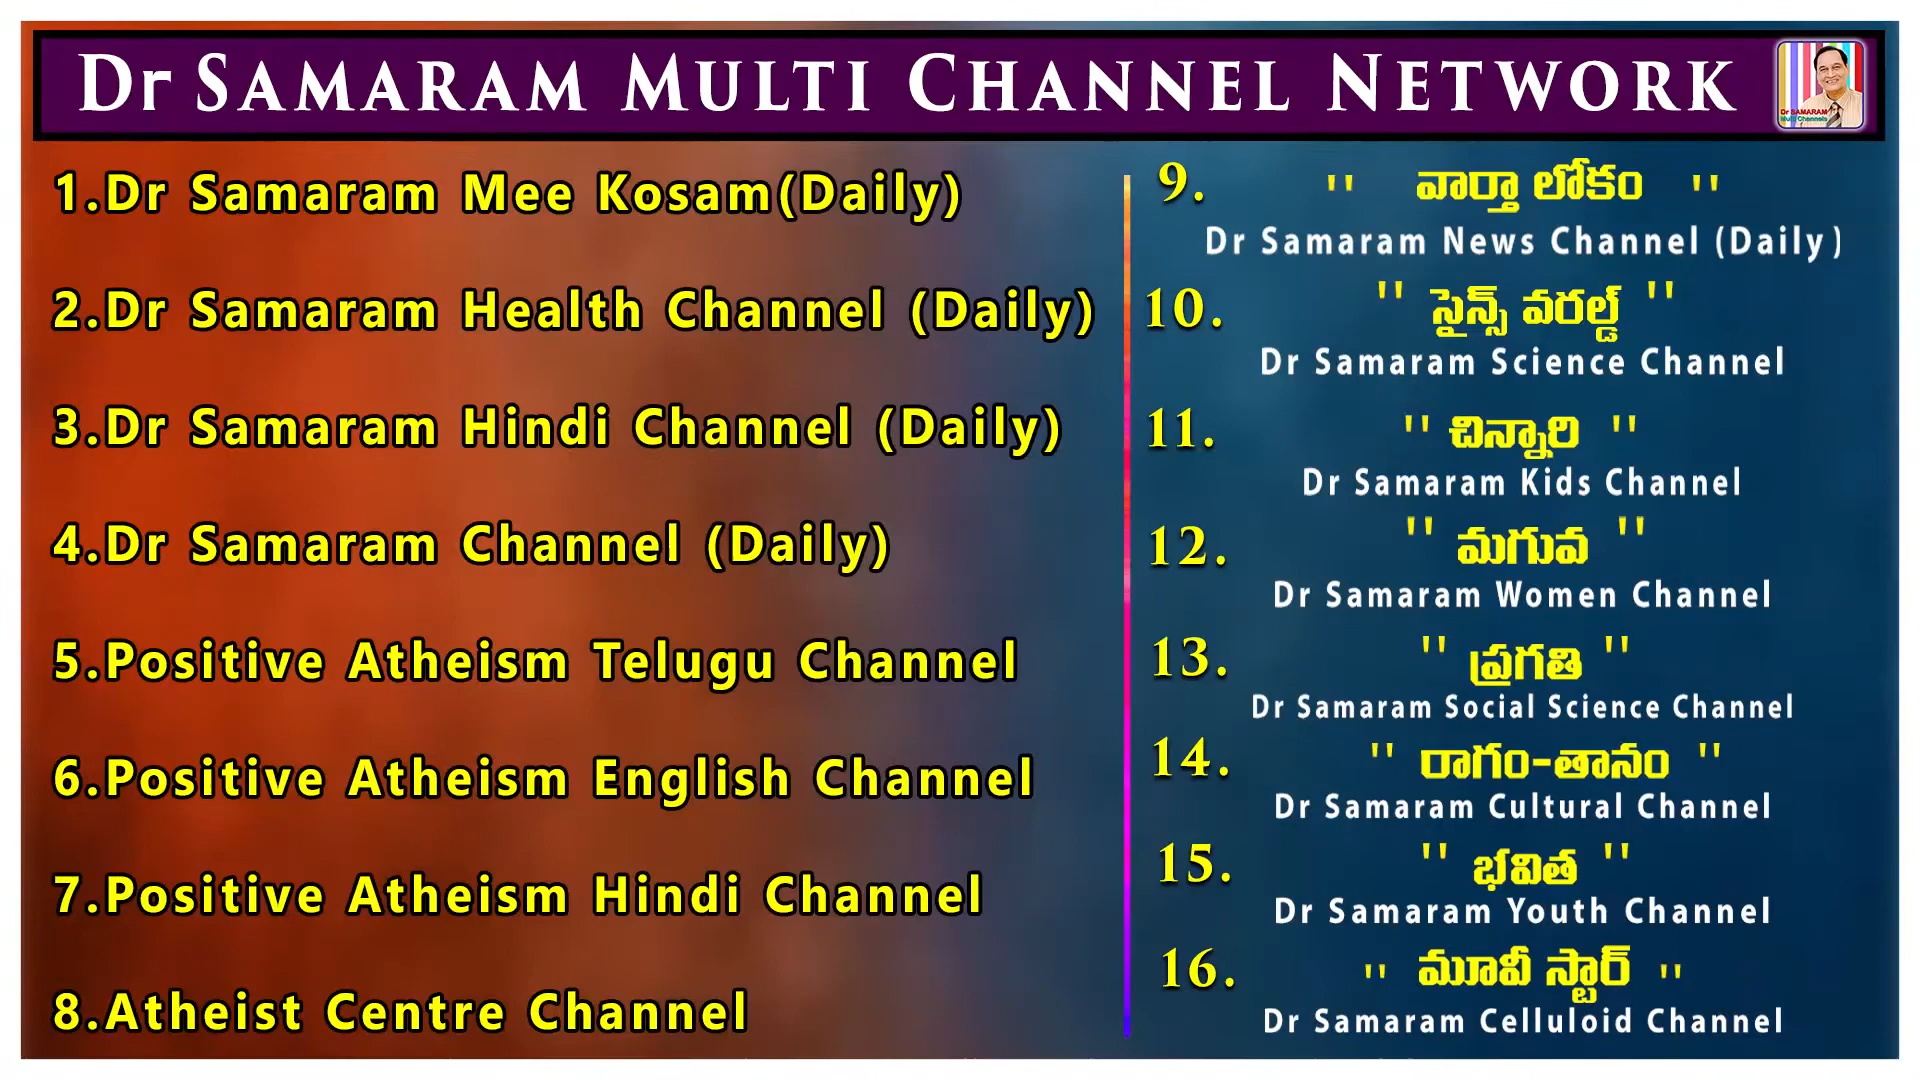 Dr SAMARAM MULTI CHANNEL NETWORK
Dr SAMARAM
Multi Channels
1.Dr Samaram Mee Kosam(Daily)
2.Dr Samaram Health Channel (Daily)
3.Dr Samaram Hindi Channel (Daily)
4.Dr Samaram Channel (Daily)
5.Positive Atheism Telugu Channel
6.Positive Atheism English Channel
7.Positive Atheism Hindi Channel
8.Atheist Centre Channel
9. " వార్తా లోకం "
Dr Samaram News Channel (Daily)
10. " సైన్స్ వరల్డ్ "
Dr Samaram Science Channel
11. " చిన్నారి "
Dr Samaram Kids Channel
12. " మగువ "
Dr Samaram Women Channel
13. " ప్రగతి "
Dr Samaram Social Science Channel
14. " రాగం-తానం "
Dr Samaram Cultural Channel
15. " భవిత "
Dr Samaram Youth Channel
16. " మూవీ స్టార్ "
Dr Samaram Celluloid Channel